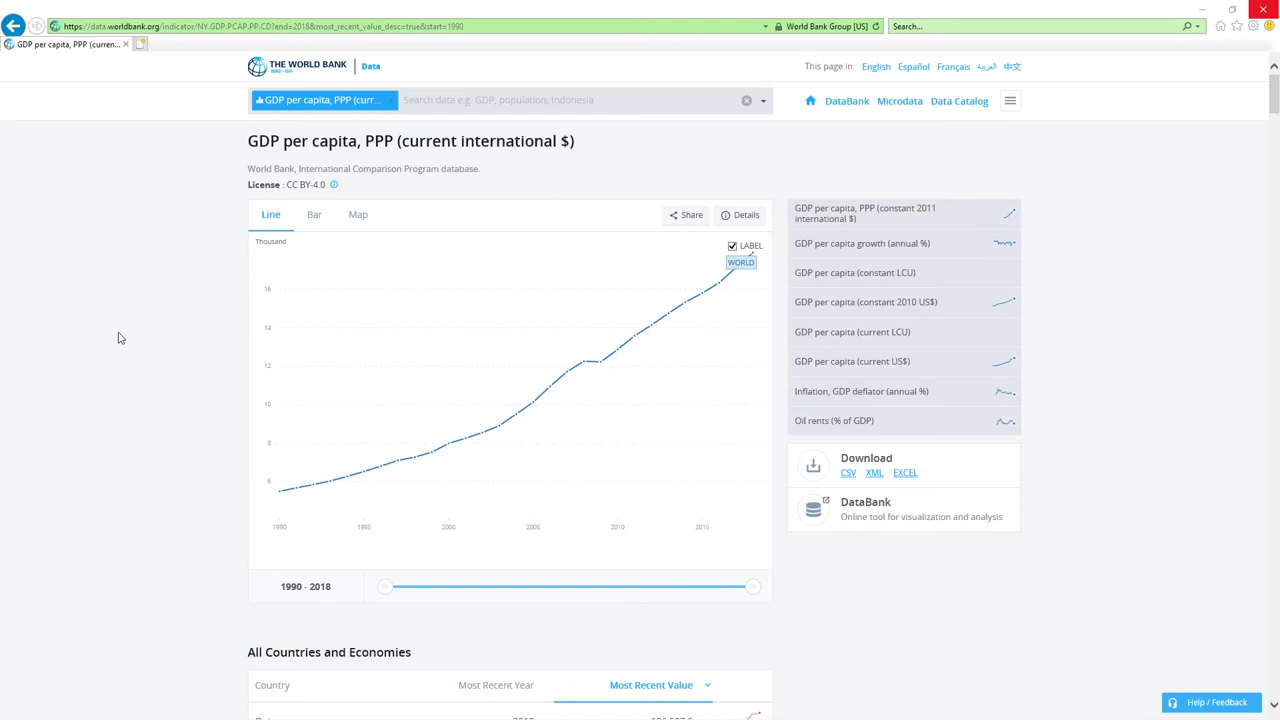 https://data.worldbank.org/indicator/NY.GDP.PCAP.PP.CD?end=2018&most_recent_value_desc=true&start=1990
World Bank Group [US]
Search...
GDP per capita, PPP (curren...
THE WORLD BANK
IBRD • IDA
Data
This page in: English Español Français العربية 中文
GDP per capita, PPP (curr...
Search data e.g. GDP, population, Indonesia
DataBank Microdata Data Catalog
GDP per capita, PPP (current international $)
World Bank, International Comparison Program database.
License : CC BY-4.0
Line Bar Map Share Details
Thousand
LABEL
WORLD
16
14
12
10
8
6
1990 1995 2000 2005 2010 2015
1990 - 2018
GDP per capita, PPP (constant 2011
international $)
GDP per capita growth (annual %)
GDP per capita (constant LCU)
GDP per capita (constant 2010 US$)
GDP per capita (current LCU)
GDP per capita (current US$)
Inflation, GDP deflator (annual %)
Oil rents (% of GDP)
Download
CSV XML EXCEL
DataBank
Online tool for visualization and analysis
All Countries and Economies
Country Most Recent Year Most Recent Value
Help / Feedback